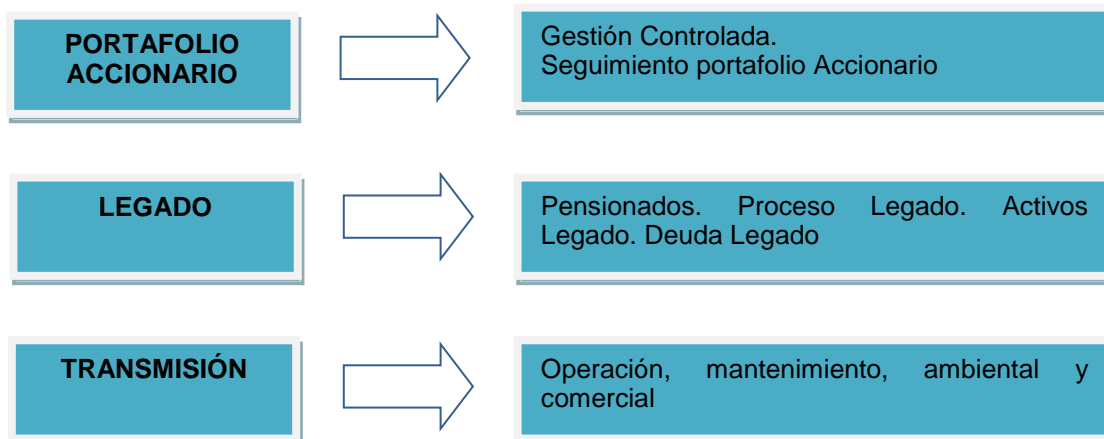 PORTAFOLIO
ACCIONARIO
Gestión Controlada.
Seguimiento portafolio Accionario
LEGADO
Pensionados. Proceso Legado. Activos
Legado. Deuda Legado
TRANSMISIÓN
Operación, mantenimiento, ambiental y
comercial